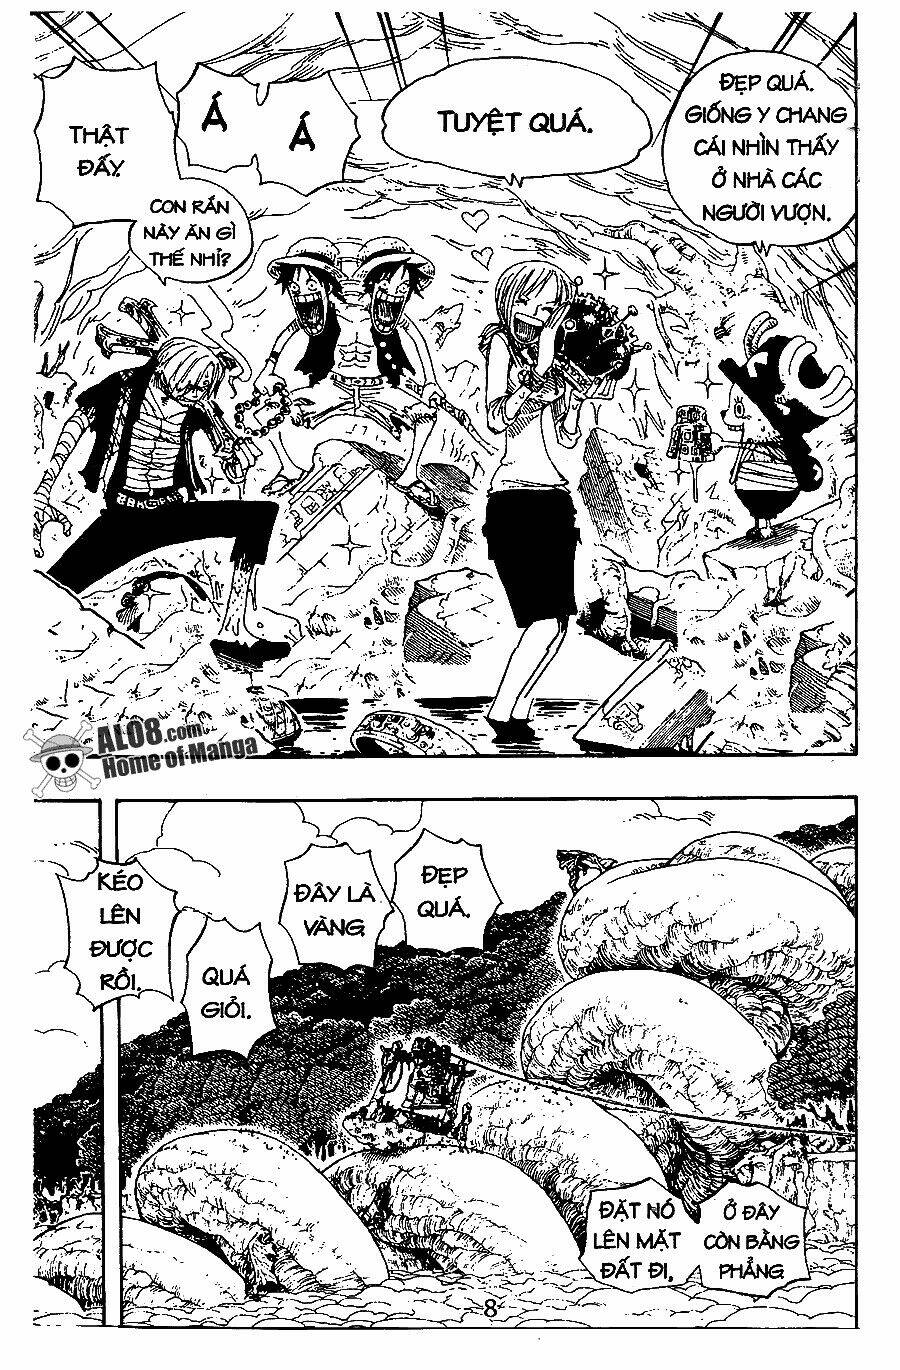 ĐẸP QUÁ.
GIỐNG Y CHANG
CÁI NHÌN THẤY
Ở NHÀ CÁC
NGƯỜI VƯỢN.
TUYỆT QUÁ.
Á
Á
THẬT
ĐẤY.
CON RẮN
NÀY ĂN GÌ
THẾ NHỈ?
AL08.com
Home of Manga
ĐẸP
QUÁ.
ĐÂY LÀ
VÀNG.
QUÁ
GIỎI.
KÉO
LÊN
ĐƯỢC
RỒI.
Ở ĐÂY
CÒN BẰNG
PHẲNG.
ĐẶT NÓ
LÊN MẶT
ĐẤT ĐI.
8